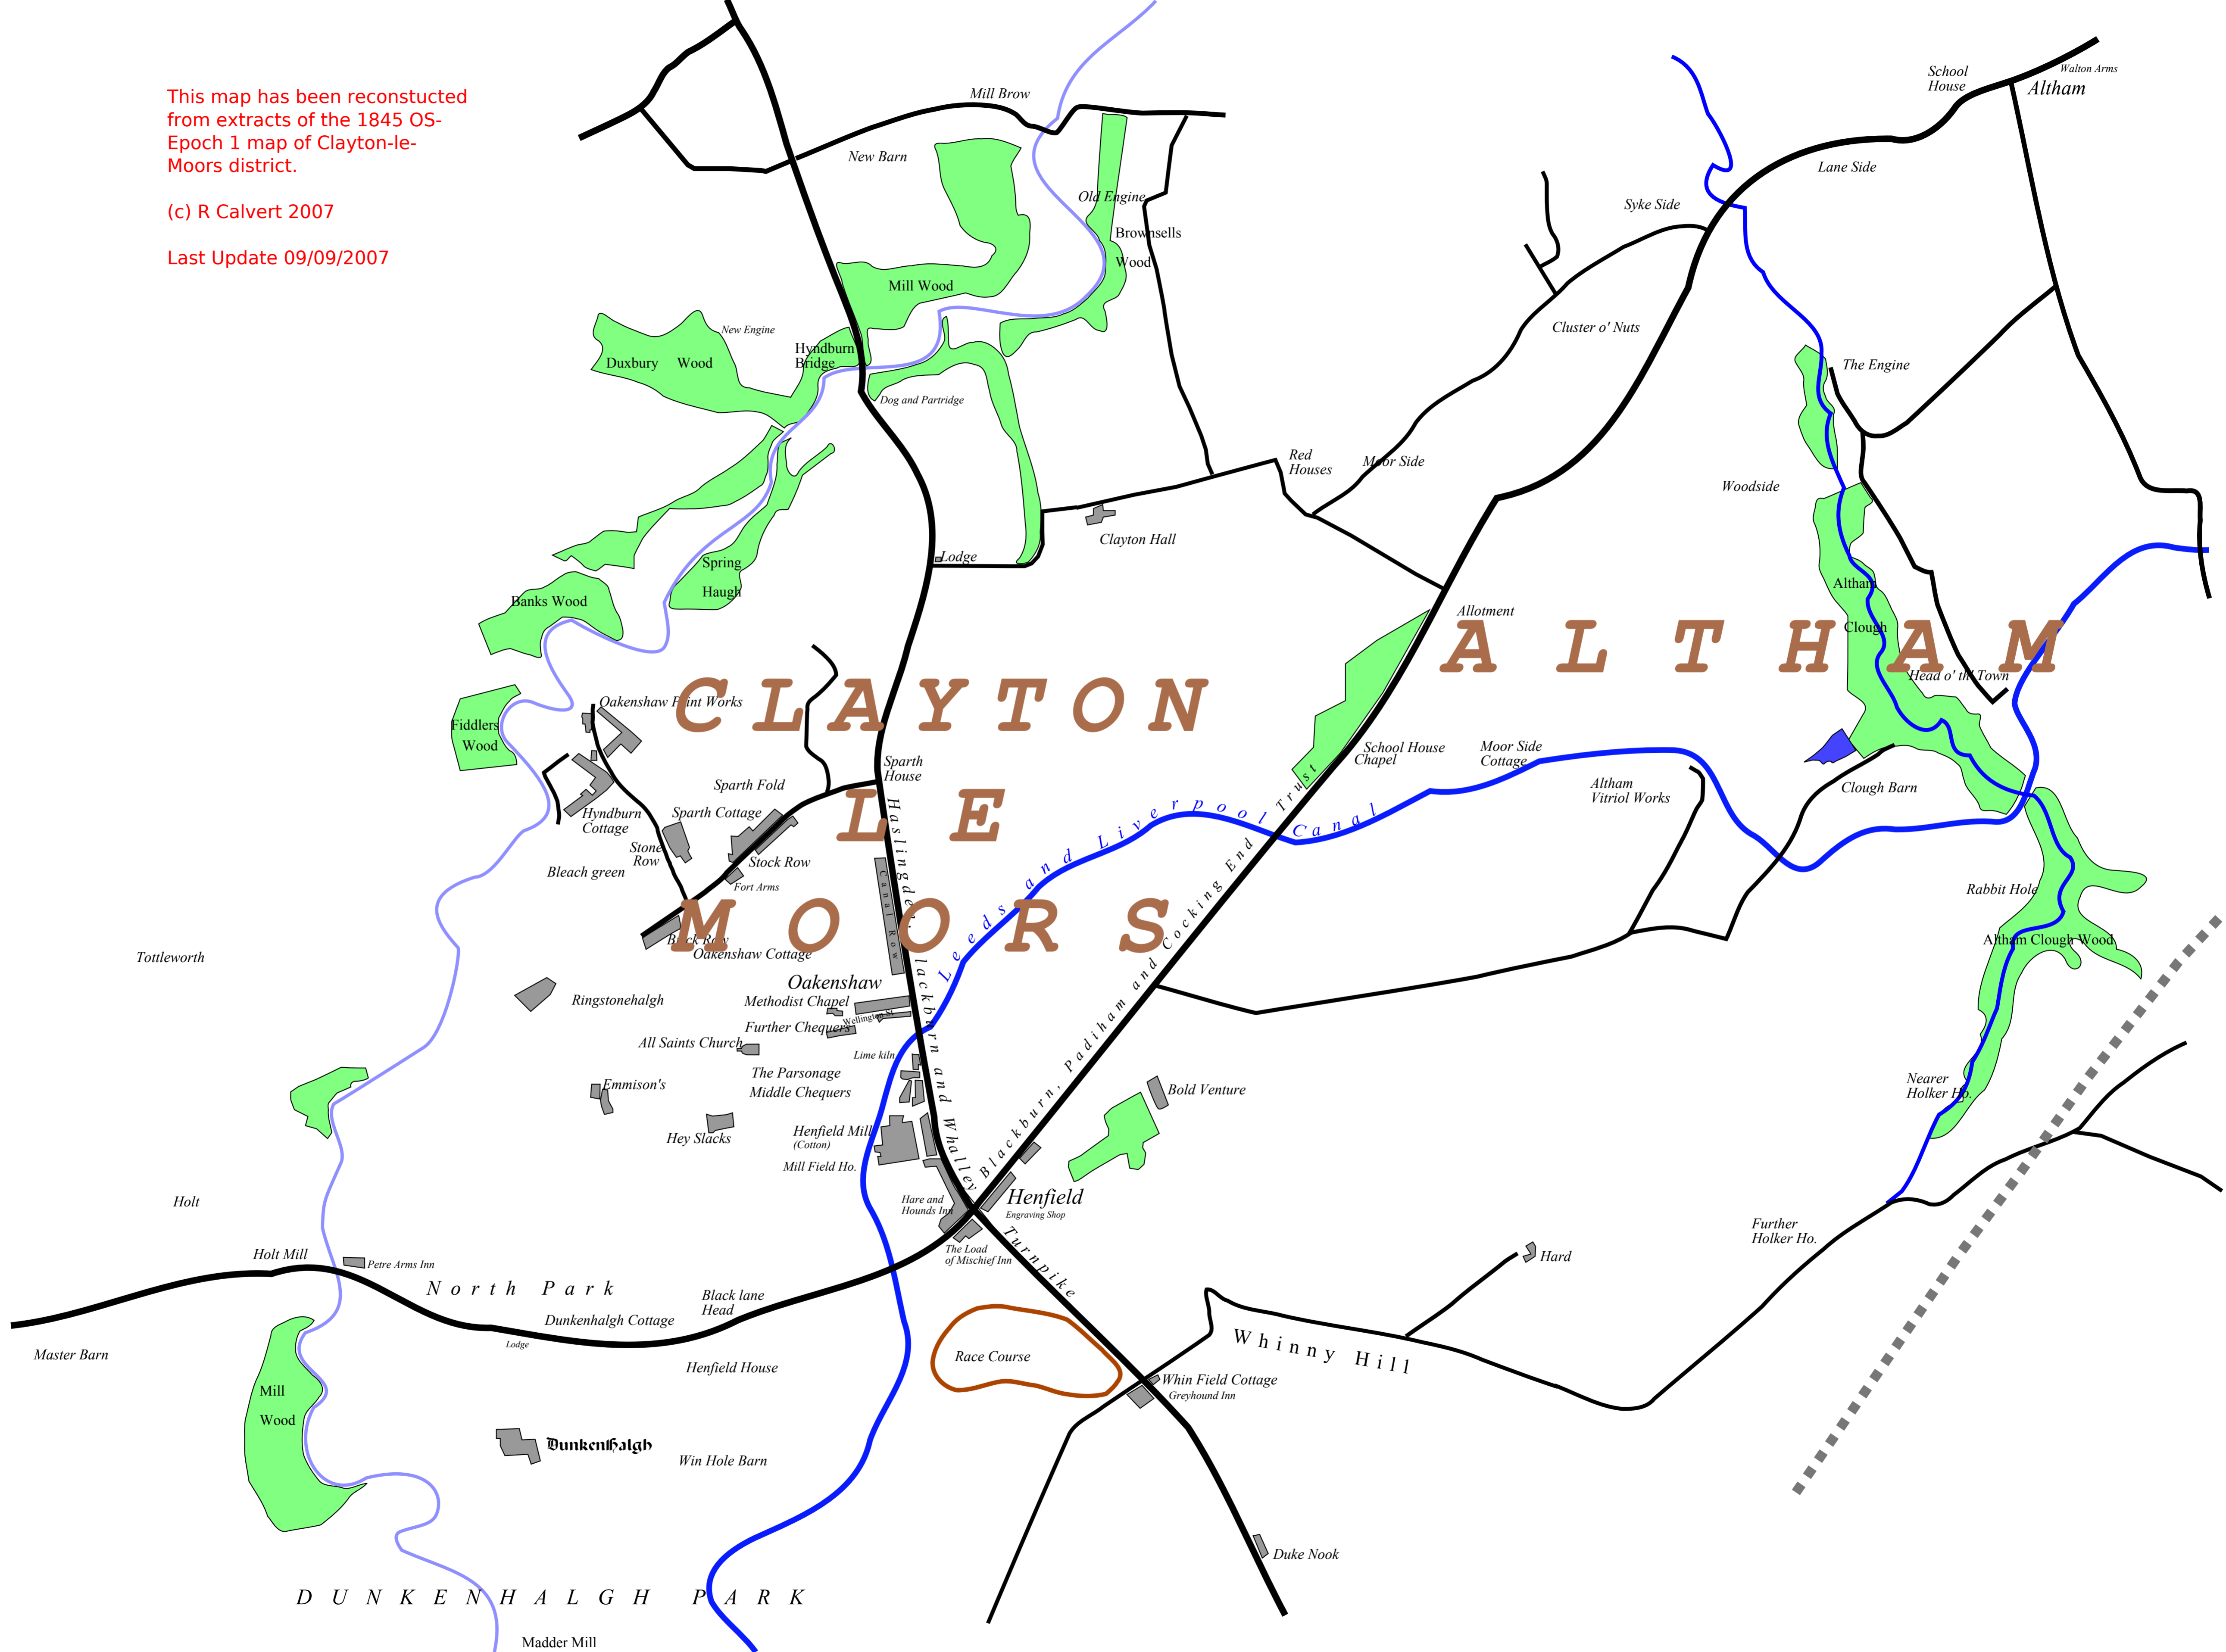 This map has been reconstucted
from extracts of the 1845 OS-
Epoch 1 map of Clayton-le-
Moors district.
(c) R Calvert 2007
Last Update 09/09/2007
Mill Brow
New Barn
Old Engine
Brownsells
Wood
Mill Wood
New Engine
Duxbury Wood
Hyndburn
Bridge
Dog and Partridge
School
House
Walton Arms
Altham
Lane Side
Syke Side
Cluster o' Nuts
The Engine
Red
Houses
Moor Side
Woodside
Clayton Hall
Lodge
Spring
Haugh
Banks Wood
Allotment
Altham
Clough
ALTHAM
Head o' th' Town
Oakenshaw Print Works
CLAYTON
LE
MOORS
Fiddlers
Wood
Sparth
House
Sparth Fold
Sparth Cottage
Hyndburn
Cottage
Stone
Row
Stock Row
Bleach green
Fort Arms
School House
Chapel
Moor Side
Cottage
Altham
Vitriol Works
Clough Barn
Leeds and Liverpool Canal
Blackburn, Padiham and Cocking End Trust
Haslingden Blackburn and Whalley Turnpike
Canal Row
Rabbit Hole
Altham Clough Wood
Back Row
Oakenshaw Cottage
Tottleworth
Oakenshaw
Ringstonehalgh
Methodist Chapel
Wellington St
Further Chequers
All Saints Church
Lime kiln
The Parsonage
Middle Chequers
Emmison's
Hey Slacks
Henfield Mill
(Cotton)
Mill Field Ho.
Bold Venture
Nearer
Holker Ho.
Hare and
Hounds Inn
Henfield
Engraving Shop
The Load
of Mischief Inn
Holt
Holt Mill
Petre Arms Inn
North Park
Black lane
Head
Dunkenhalgh Cottage
Lodge
Henfield House
Master Barn
Race Course
Whinny Hill
Hard
Further
Holker Ho.
Whin Field Cottage
Greyhound Inn
Mill
Wood
Dunkenhalgh
Win Hole Barn
Duke Nook
DUNKENHALGH PARK
Madder Mill